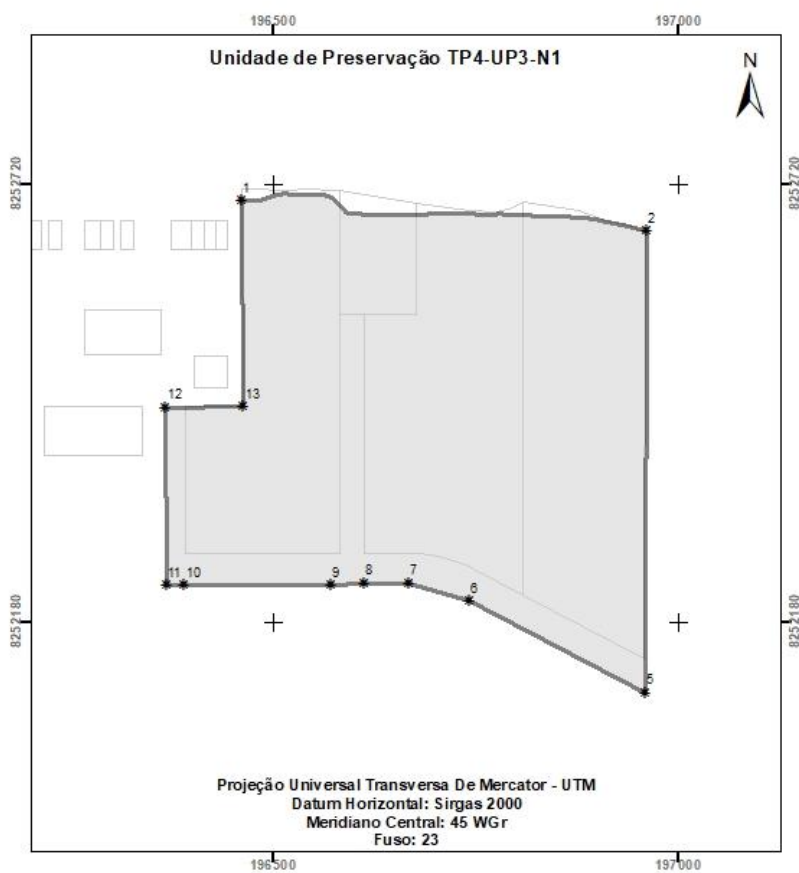 196500 197000
Unidade de Preservação TP4-UP3-N1
N
8252720 8252720
1
2
12 13
11 10 9 8 7
6
8252180 8252180
5
Projeção Universal Transversa De Mercator - UTM
Datum Horizontal: Sirgas 2000
Meridiano Central: 45 WGr
Fuso: 23
196500 197000